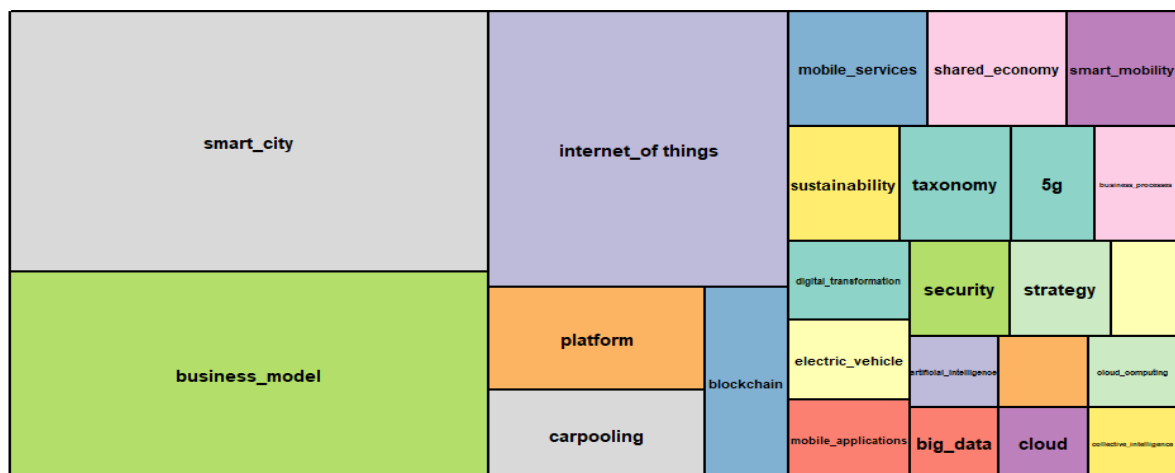 smart_city
business_model
internet_of things
platform
carpooling
blockchain
mobile_services
shared_economy
smart_mobility
sustainability
taxonomy
5g
business_processes
digital_transformation
electric_vehicle
mobile_applications
security
strategy
artificial_intelligence
cloud_computing
big_data
cloud
collective_intelligence